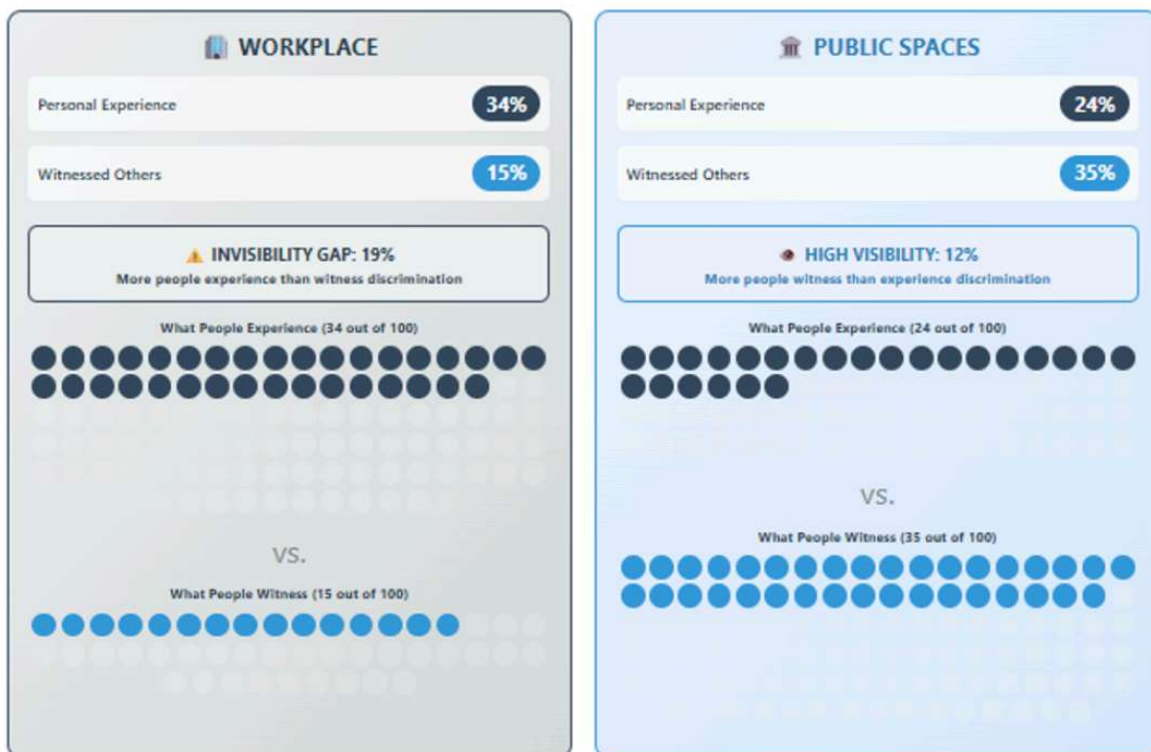 WORKPLACE
Personal Experience
34%
Witnessed Others
15%
INVISIBILITY GAP: 19%
More people experience than witness discrimination
What People Experience (34 out of 100)
VS.
What People Witness (15 out of 100)
PUBLIC SPACES
Personal Experience
24%
Witnessed Others
35%
HIGH VISIBILITY: 12%
More people witness than experience discrimination
What People Experience (24 out of 100)
VS.
What People Witness (35 out of 100)